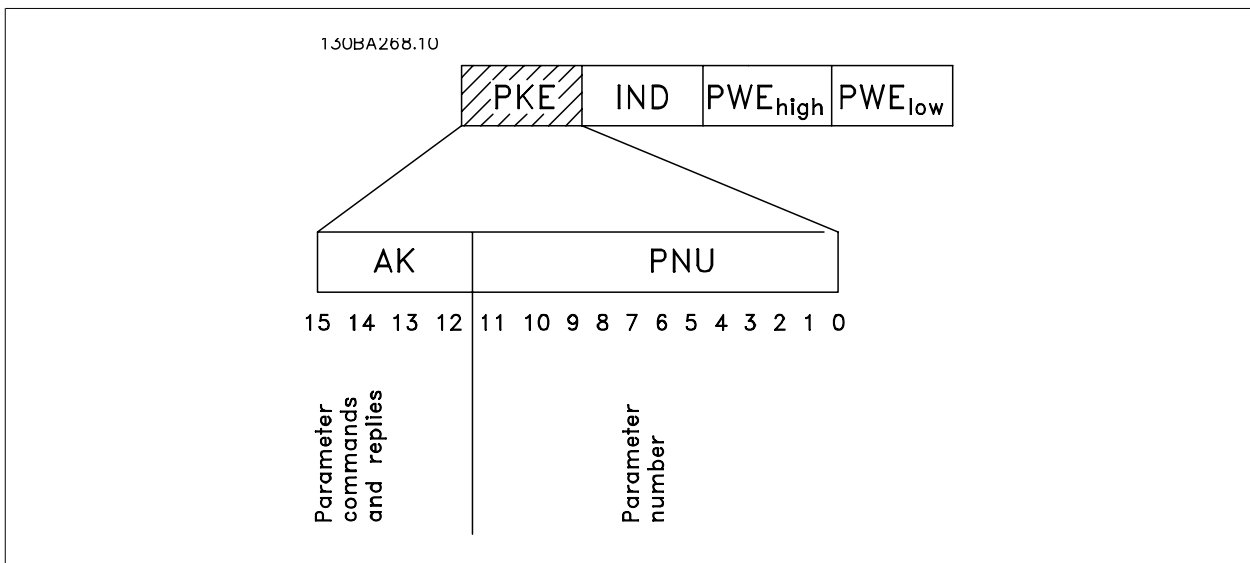 130BA268.10
PKE IND PWEhigh PWElow
AK PNU
15 14 13 12 11 10 9 8 7 6 5 4 3 2 1 0
Parameter
commands
and replies
Parameter
number